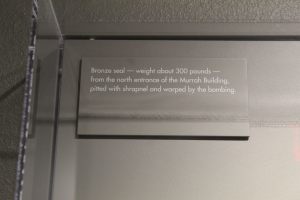 Bronze seal — weight about 300 pounds —
from the north entrance of the Murrah Building,
pitted with shrapnel and warped by the bombing.